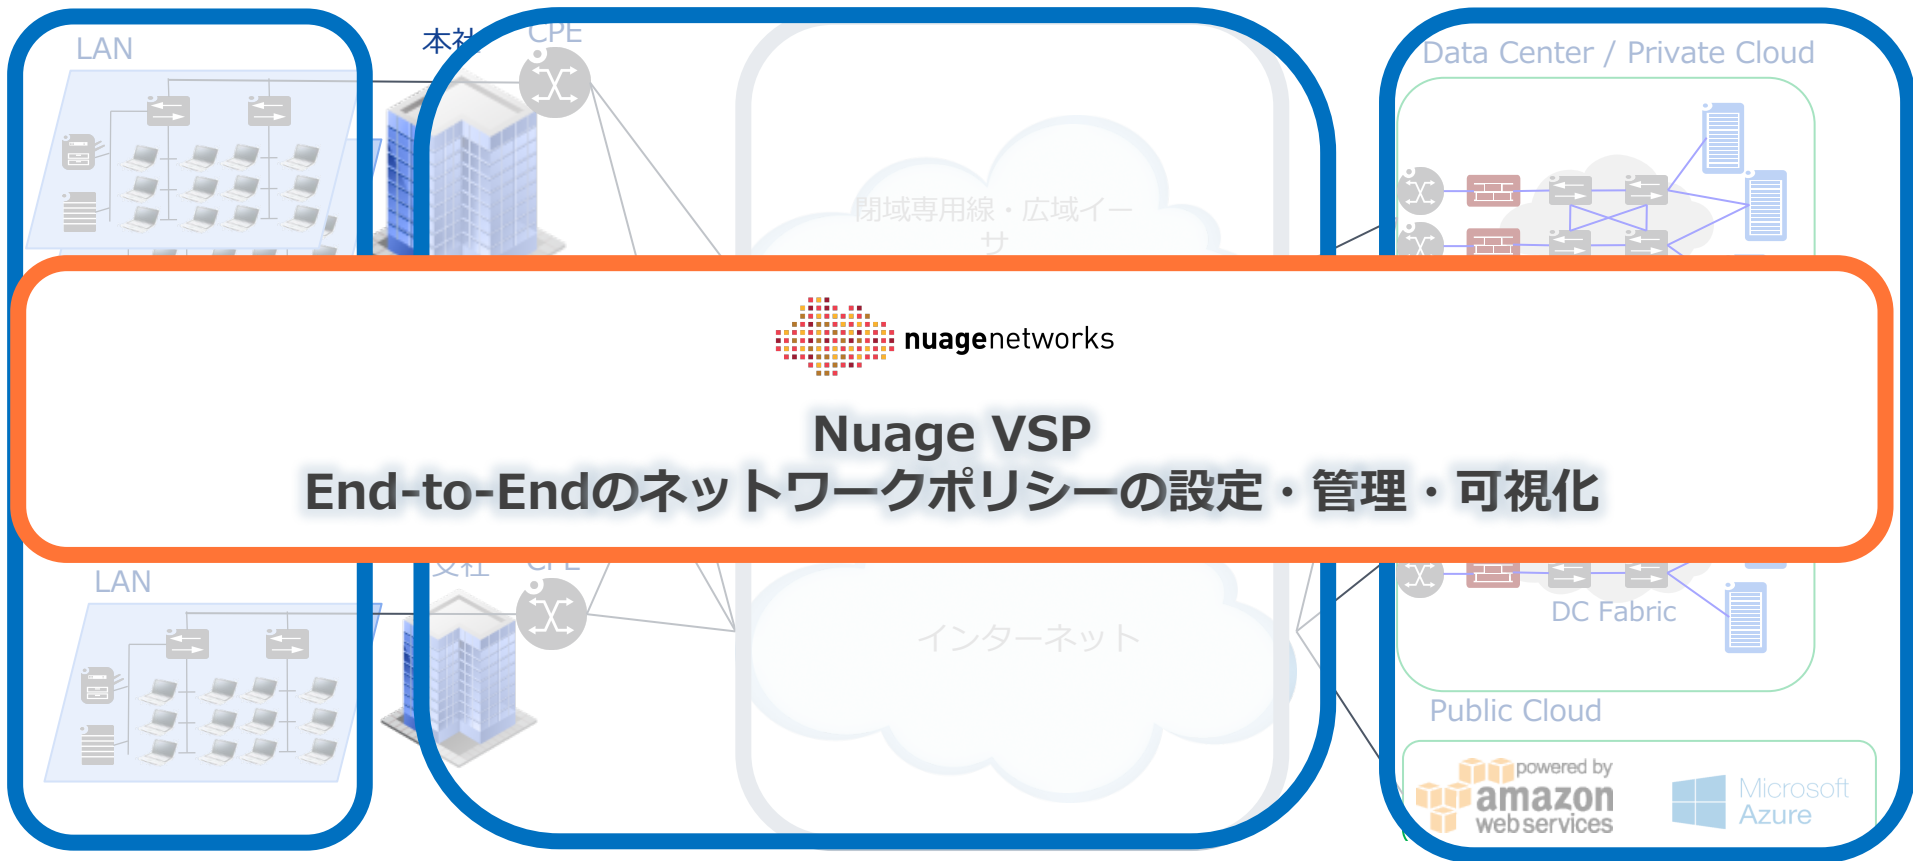 LAN
本社
CPE
Data Center / Private Cloud
閉域専用線・広域イー
サ
nuagenetworks
Nuage VSP
End-to-Endのネットワークポリシーの設定・管理・可視化
LAN
支社
CPE
インターネット
DC Fabric
Public Cloud
powered by
amazon
web services
Microsoft
Azure